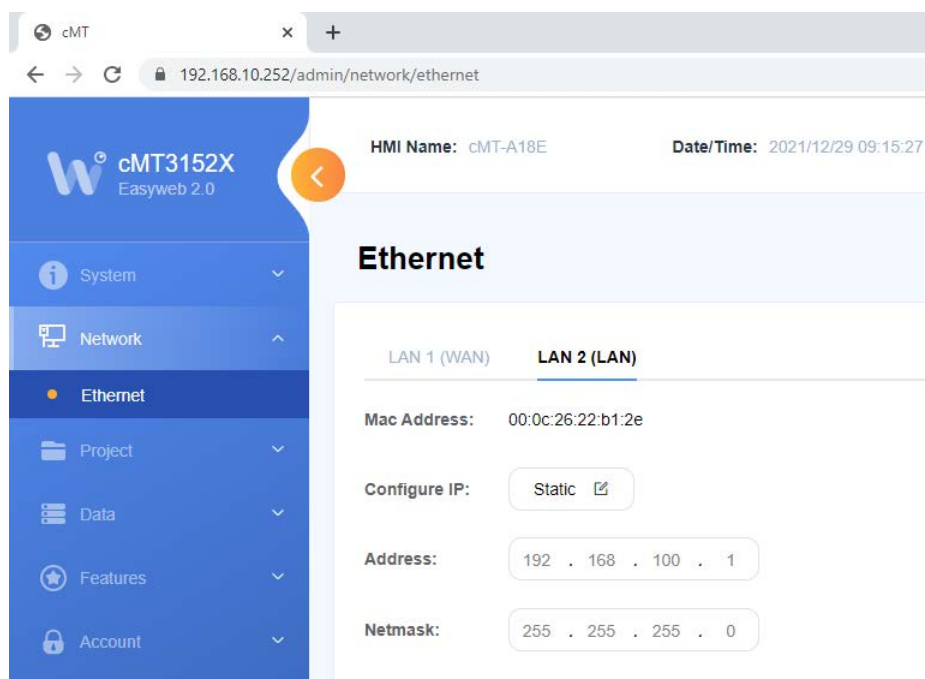 cMT
192.168.10.252/admin/network/ethernet
cMT3152X
Easyweb 2.0
HMI Name: cMT-A18E Date/Time: 2021/12/29 09:15:27
System
Network
Ethernet
Project
Data
Features
Account
Ethernet
LAN 1 (WAN) LAN 2 (LAN)
Mac Address: 00:0c:26:22:b1:2e
Configure IP: Static
Address: 192 . 168 . 100 . 1
Netmask: 255 . 255 . 255 . 0